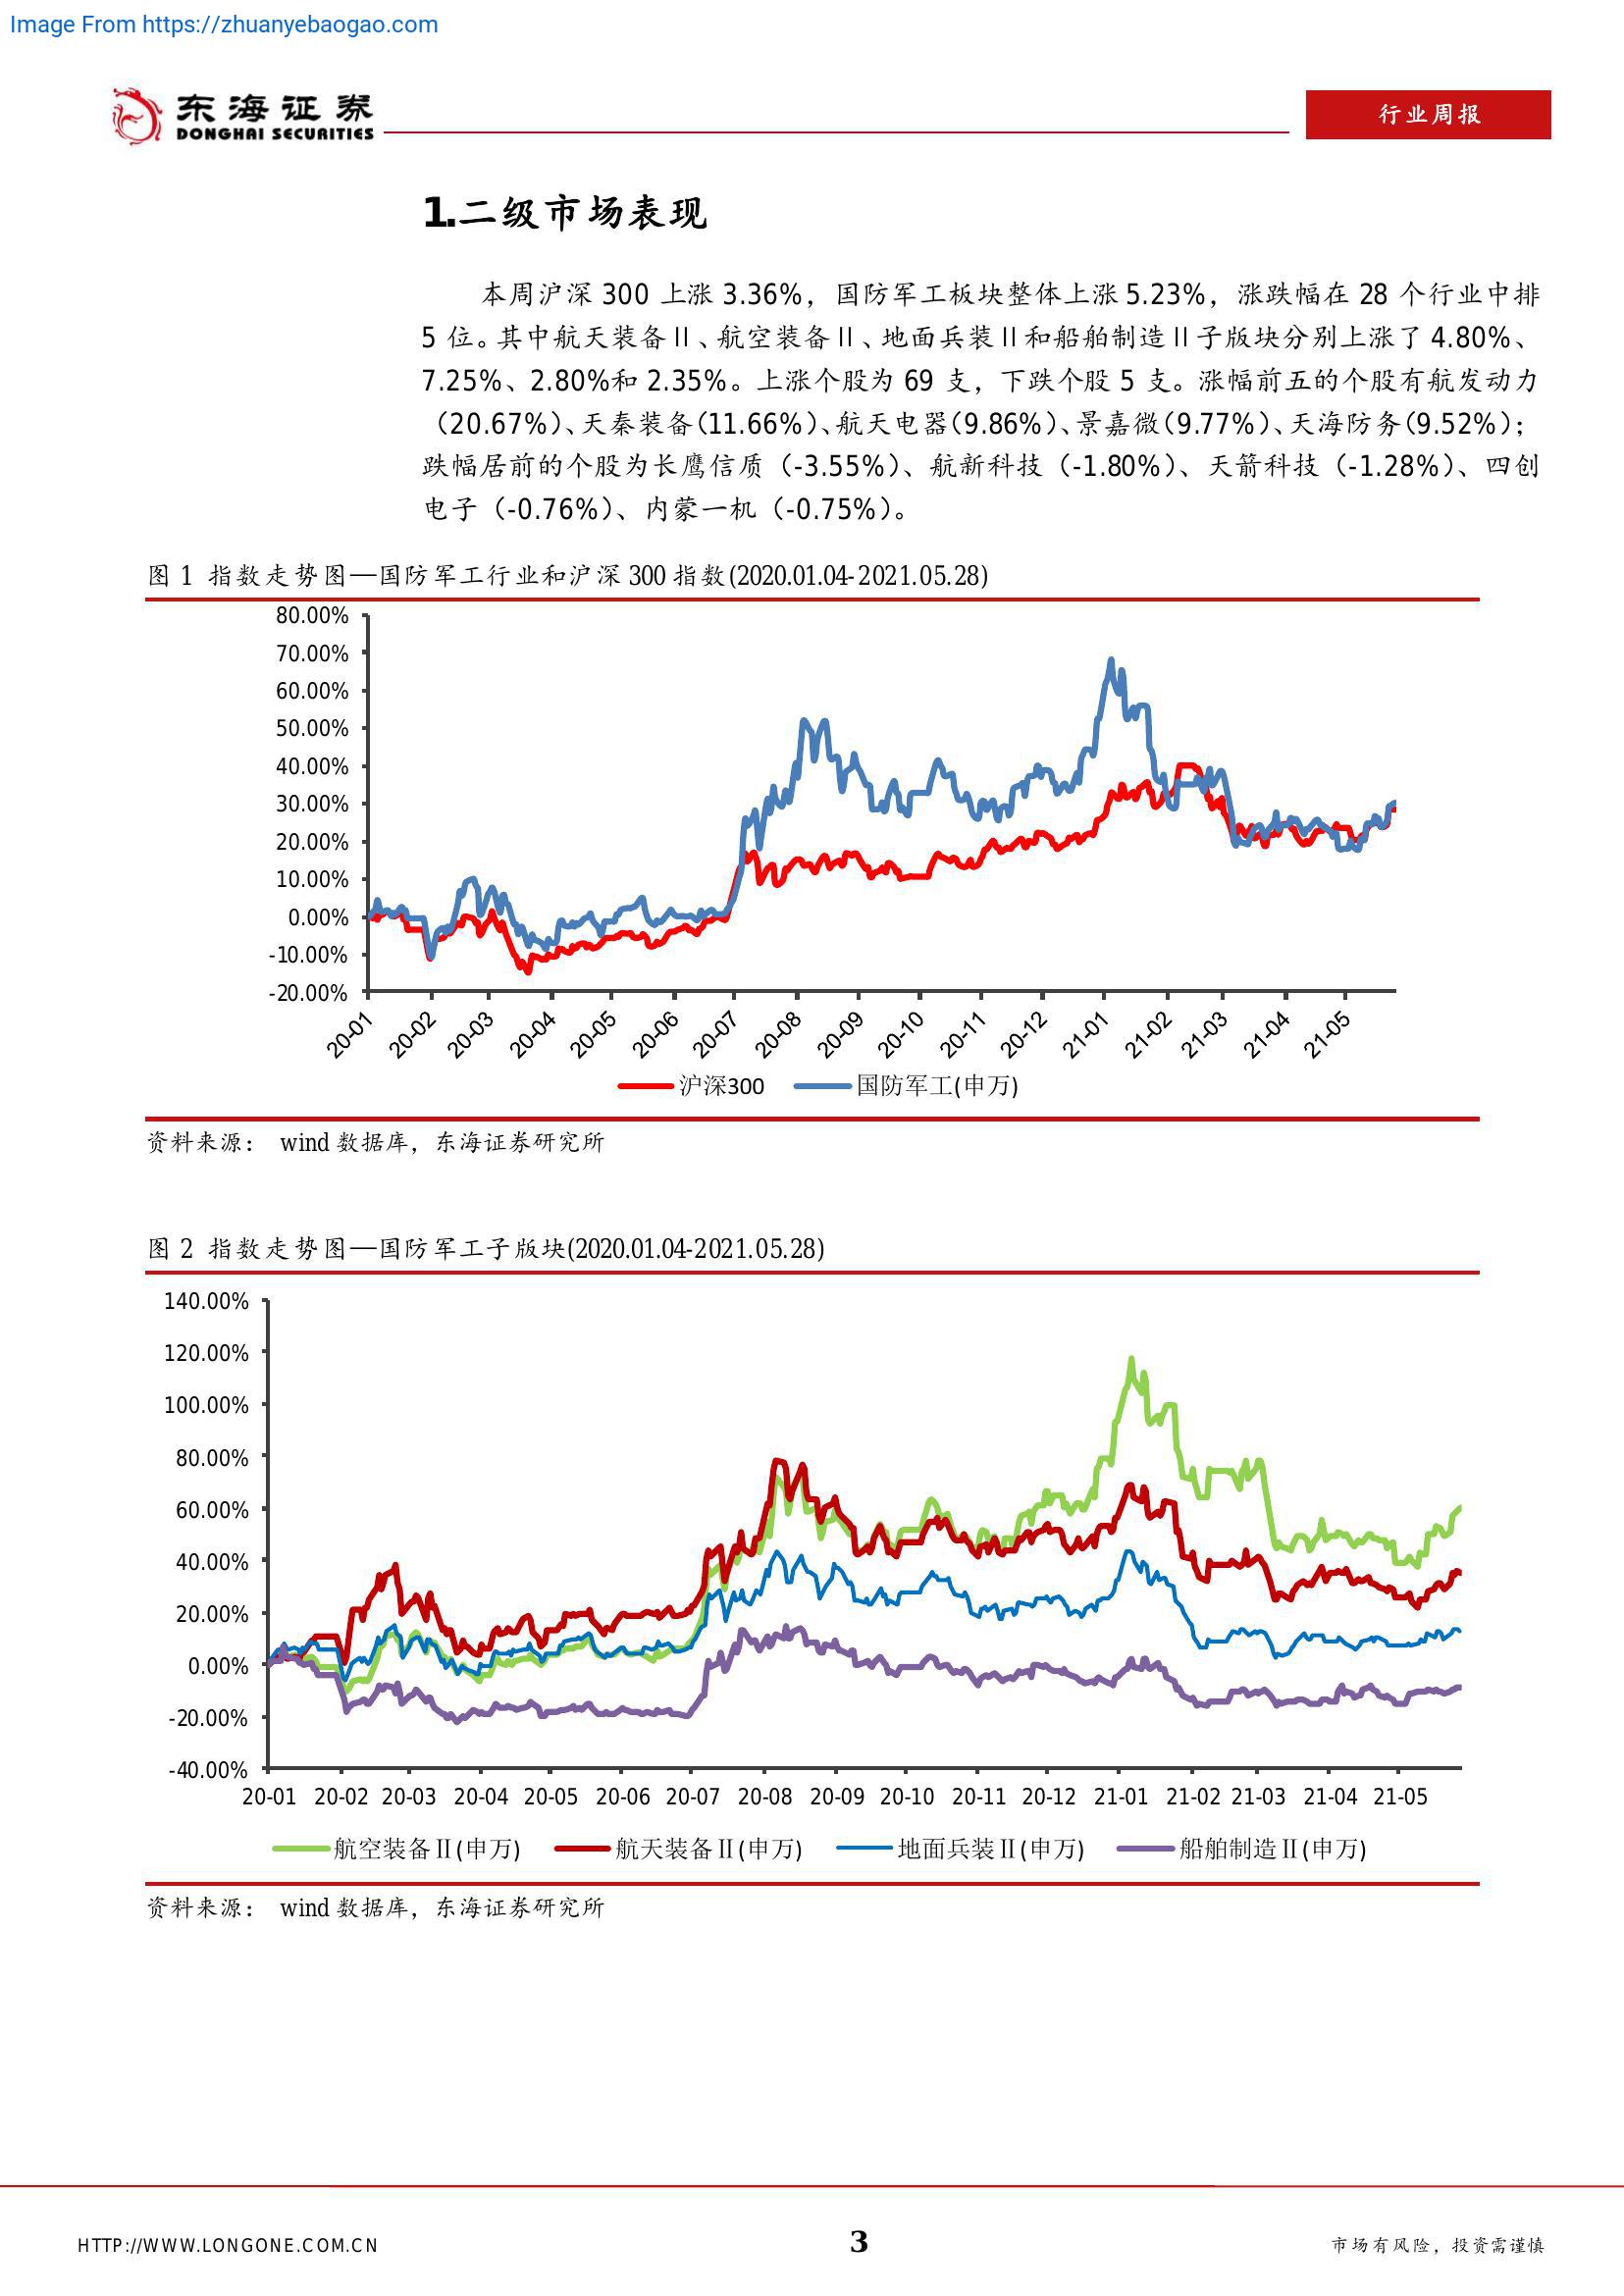 Image From https://zhuanyebaogao.com
东海证券
DONGHAI SECURITIES
行业周报
1.二级市场表现
本周沪深 300 上涨 3.36%，国防军工板块整体上涨 5.23%，涨跌幅在 28 个行业中排
5 位。其中航天装备Ⅱ、航空装备Ⅱ、地面兵装Ⅱ和船舶制造Ⅱ子版块分别上涨了 4.80%、
7.25%、2.80%和 2.35%。上涨个股为 69 支，下跌个股 5 支。涨幅前五的个股有航发动力
（20.67%）、天秦装备(11.66%)、航天电器(9.86%)、景嘉微(9.77%)、天海防务(9.52%)；
跌幅居前的个股为长鹰信质（-3.55%）、航新科技（-1.80%）、天箭科技（-1.28%）、四创
电子（-0.76%）、内蒙一机（-0.75%）。
图 1 指数走势图—国防军工行业和沪深 300 指数(2020.01.04-2021.05.28)
80.00%
70.00%
60.00%
50.00%
40.00%
30.00%
20.00%
10.00%
0.00%
-10.00%
-20.00%
20-01 20-02 20-03 20-04 20-05 20-06 20-07 20-08 20-09 20-10 20-11 20-12 21-01 21-02 21-03 21-04 21-05
沪深300 国防军工(申万)
资料来源： wind 数据库，东海证券研究所
图 2 指数走势图—国防军工子版块(2020.01.04-2021.05.28)
140.00%
120.00%
100.00%
80.00%
60.00%
40.00%
20.00%
0.00%
-20.00%
-40.00%
20-01 20-02 20-03 20-04 20-05 20-06 20-07 20-08 20-09 20-10 20-11 20-12 21-01 21-02 21-03 21-04 21-05
航空装备Ⅱ(申万) 航天装备Ⅱ(申万) 地面兵装Ⅱ(申万) 船舶制造Ⅱ(申万)
资料来源： wind 数据库，东海证券研究所
HTTP://WWW.LONGONE.COM.CN
3
市场有风险，投资需谨慎